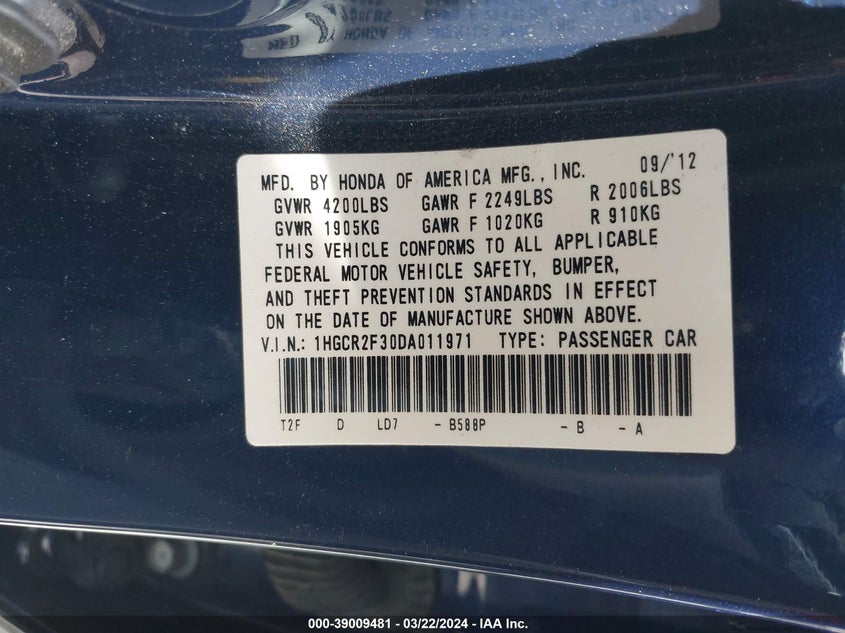 MFD. BY HONDA OF AMERICA MFG., INC. 09/'12
GVWR 4200LBS GAWR F 2249LBS R 2006LBS
GVWR 1905KG GAWR F 1020KG R 910KG
THIS VEHICLE CONFORMS TO ALL APPLICABLE
FEDERAL MOTOR VEHICLE SAFETY, BUMPER,
AND THEFT PREVENTION STANDARDS IN EFFECT
ON THE DATE OF MANUFACTURE SHOWN ABOVE.
V.I.N.: 1HGCR2F30DA011971 TYPE: PASSENGER CAR
T2F D LD7 - B588P - B - A
000-39009481 - 03/22/2024 - IAA Inc.